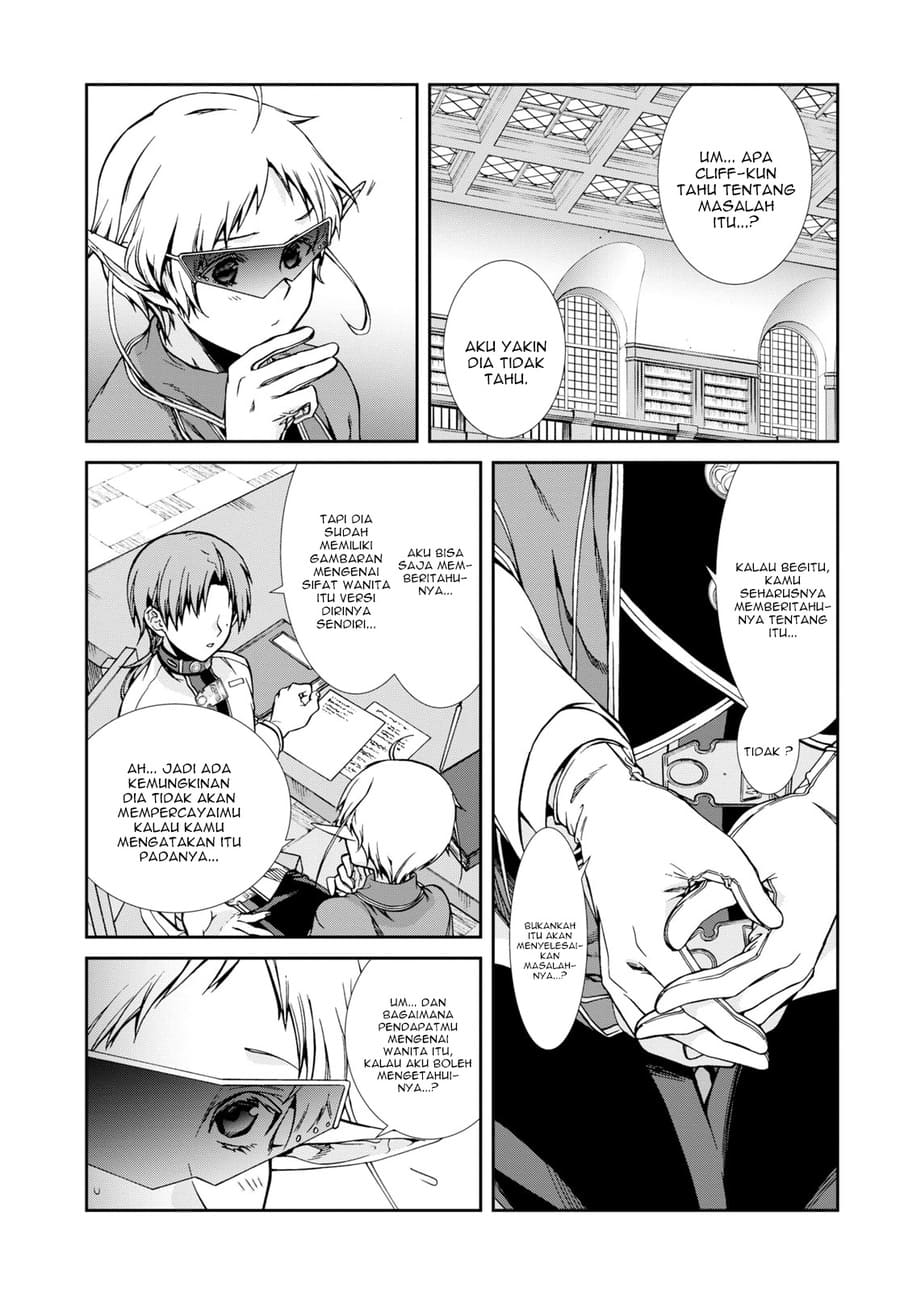 UM... APA
CLIFF-KUN
TAHU TENTANG
MASALAH
ITU...?
AKU YAKIN
DIA TIDAK
TAHU.
KALAU BEGITU,
KAMU
SEHARUSNYA
MEMBERITAHU-
NYA TENTANG
ITU...
TIDAK ?
BUKANKAH
ITU AKAN
MENYELESAI-
KAN
MASALAH-
NYA...?
AKU BISA
SAJA MEM-
BERITAHU-
NYA...
TAPI DIA
SUDAH
MEMILIKI
GAMBARAN
MENGENAI
SIFAT WANITA
ITU VERSI
DIRINYA
SENDIRI...
AH... JADI ADA
KEMUNGKINAN
DIA TIDAK AKAN
MEMPERCAYAIMU
KALAU KAMU
MENGATAKAN ITU
PADANYA...
UM... DAN
BAGAIMANA
PENDAPATMU
MENGENAI
WANITA ITU,
KALAU AKU BOLEH
MENGETAHUI-
NYA...?